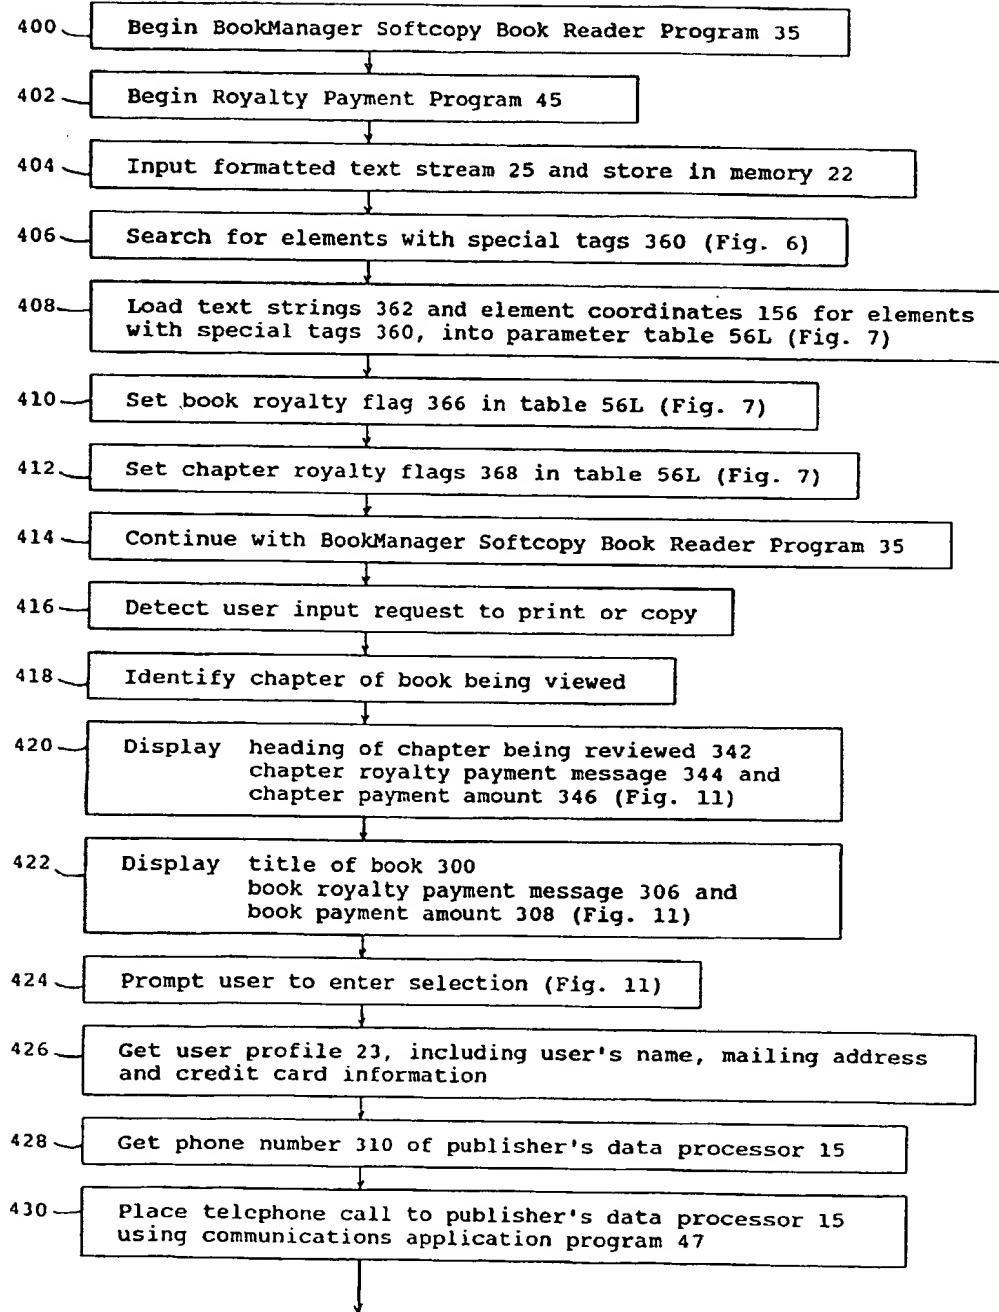 400 Begin BookManager Softcopy Book Reader Program 35
402 Begin Royalty Payment Program 45
404 Input formatted text stream 25 and store in memory 22
406 Search for elements with special tags 360 (Fig. 6)
408 Load text strings 362 and element coordinates 156 for elements
with special tags 360, into parameter table 56L (Fig. 7)
410 Set book royalty flag 366 in table 56L (Fig. 7)
412 Set chapter royalty flags 368 in table 56L (Fig. 7)
414 Continue with BookManager Softcopy Book Reader Program 35
416 Detect user input request to print or copy
418 Identify chapter of book being viewed
420 Display heading of chapter being reviewed 342
chapter royalty payment message 344 and
chapter payment amount 346 (Fig. 11)
422 Display title of book 300
book royalty payment message 306 and
book payment amount 308 (Fig. 11)
424 Prompt user to enter selection (Fig. 11)
426 Get user profile 23, including user's name, mailing address
and credit card information
428 Get phone number 310 of publisher's data processor 15
430 Place telephone call to publisher's data processor 15
using communications application program 47